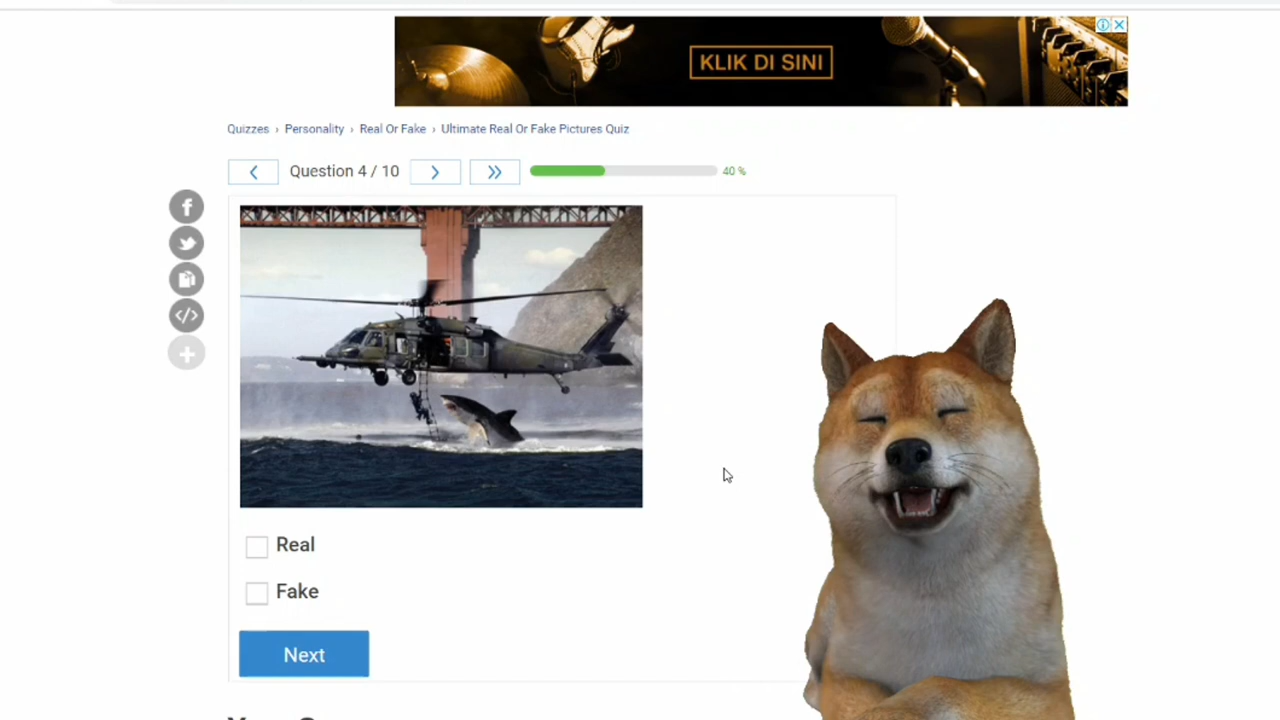 KLIK DI SINI
Quizzes › Personality › Real Or Fake › Ultimate Real Or Fake Pictures Quiz
Question 4 / 10
40 %
Real
Fake
Next